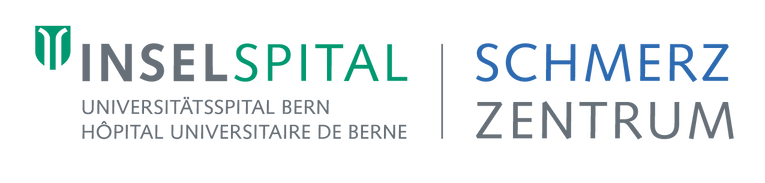 INSELSPITAL
UNIVERSITÄTSSPITAL BERN
HÔPITAL UNIVERSITAIRE DE BERNE
SCHMERZ
ZENTRUM